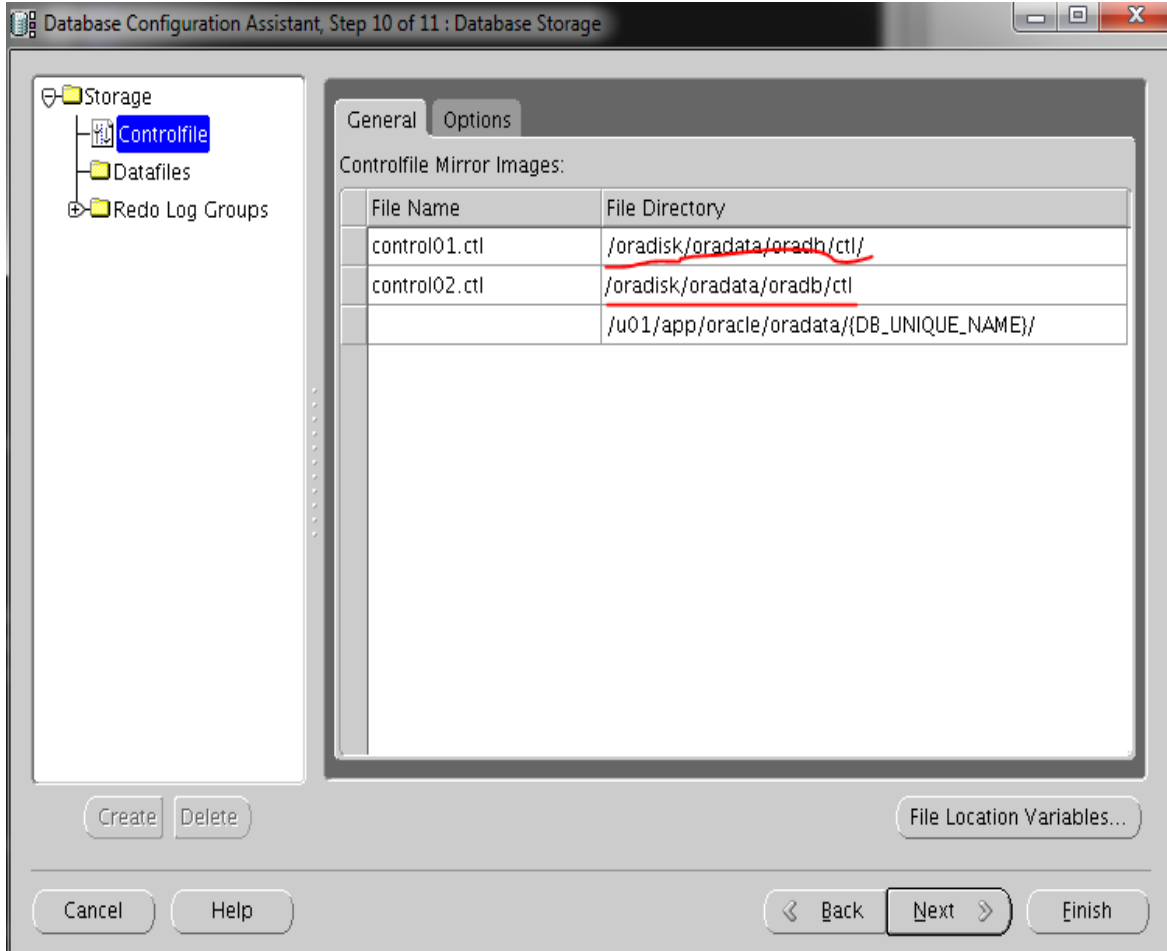 Database Configuration Assistant, Step 10 of 11 : Database Storage
Storage
Controlfile
Datafiles
Redo Log Groups
General Options
Controlfile Mirror Images:
File Name File Directory
control01.ctl /oradisk/oradata/oradb/ctl/
control02.ctl /oradisk/oradata/oradb/ctl
/u01/app/oracle/oradata/{DB_UNIQUE_NAME}/
Create Delete File Location Variables...
Cancel Help Back Next Finish